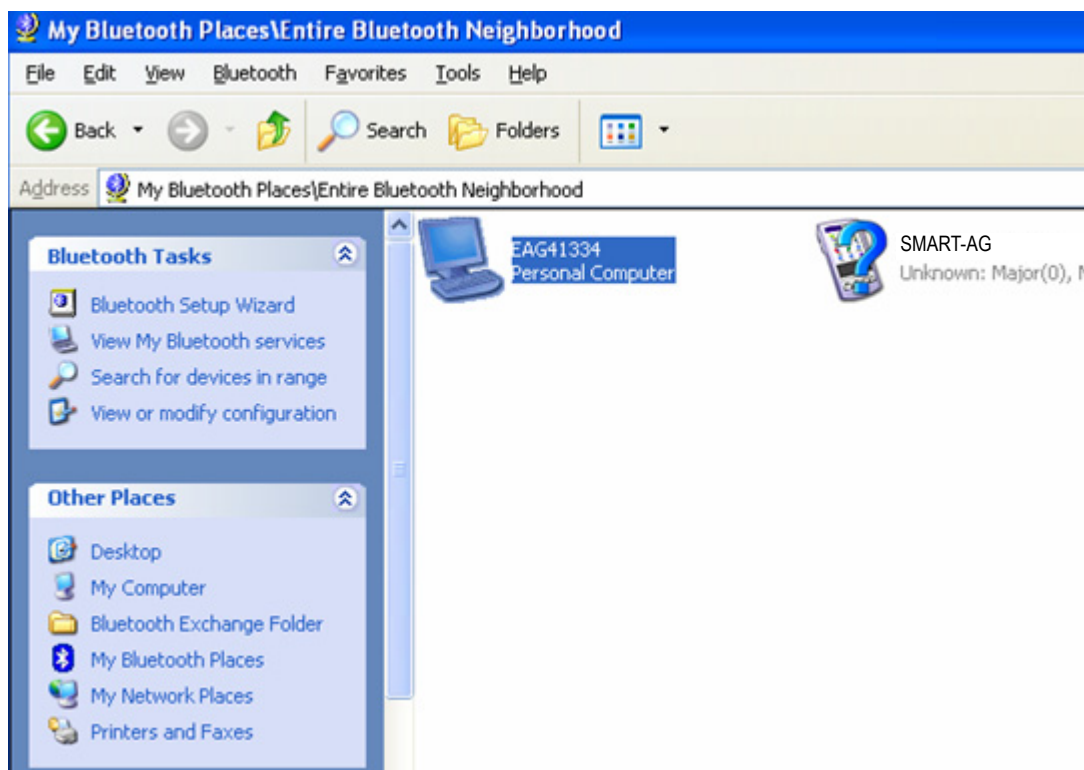 My Bluetooth Places\Entire Bluetooth Neighborhood
File Edit View Bluetooth Favorites Tools Help
Back Search Folders
Address My Bluetooth Places\Entire Bluetooth Neighborhood
Bluetooth Tasks
Bluetooth Setup Wizard
View My Bluetooth services
Search for devices in range
View or modify configuration
Other Places
Desktop
My Computer
Bluetooth Exchange Folder
My Bluetooth Places
My Network Places
Printers and Faxes
EAG41334
Personal Computer
SMART-AG
Unknown: Major(0),